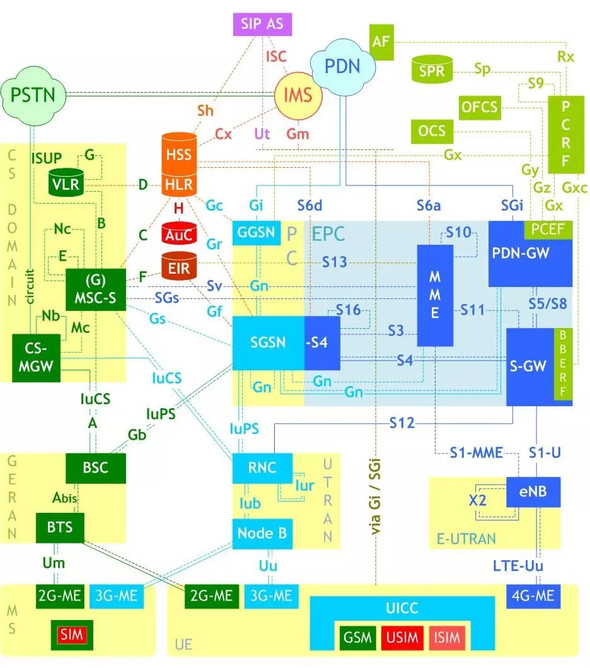 SIP AS
AF
ISC
PDN
PSTN
IMS
SPR
Sp
Rx
S9
Sh
OFCS
PCRF
Cx
Ut
Gm
OCS
CS DOMAIN
ISUP
G
HSS
Gx
VLR
D
HLR
Gy
Gz
Gxc
H
Gc
Gi
S6d
S6a
SGi
Gx
B
Nc
C
AuC
GGSN
PC
EPC
S10
PCEF
PDN-GW
E
Gr
EIR
S13
MME
F
(G)
MSC-S
Sv
Gn
SGs
circuit
Nb
Mc
Gs
Gf
S16
S11
S5/S8
CS-
MGW
SGSN
-S4
S3
S4
S-GW
BBERF
IuCS
Gn
Gn
Gn
IuCS
IuPS
A
Gb
IuPS
S12
GERAN
BSC
RNC
UTRAN
S1-MME
S1-U
via Gi / SGi
Iur
Abis
Iub
X2
eNB
BTS
Node B
E-UTRAN
Um
Uu
LTE-Uu
MS
2G-ME
3G-ME
2G-ME
3G-ME
4G-ME
UICC
SIM
UE
GSM
USIM
ISIM